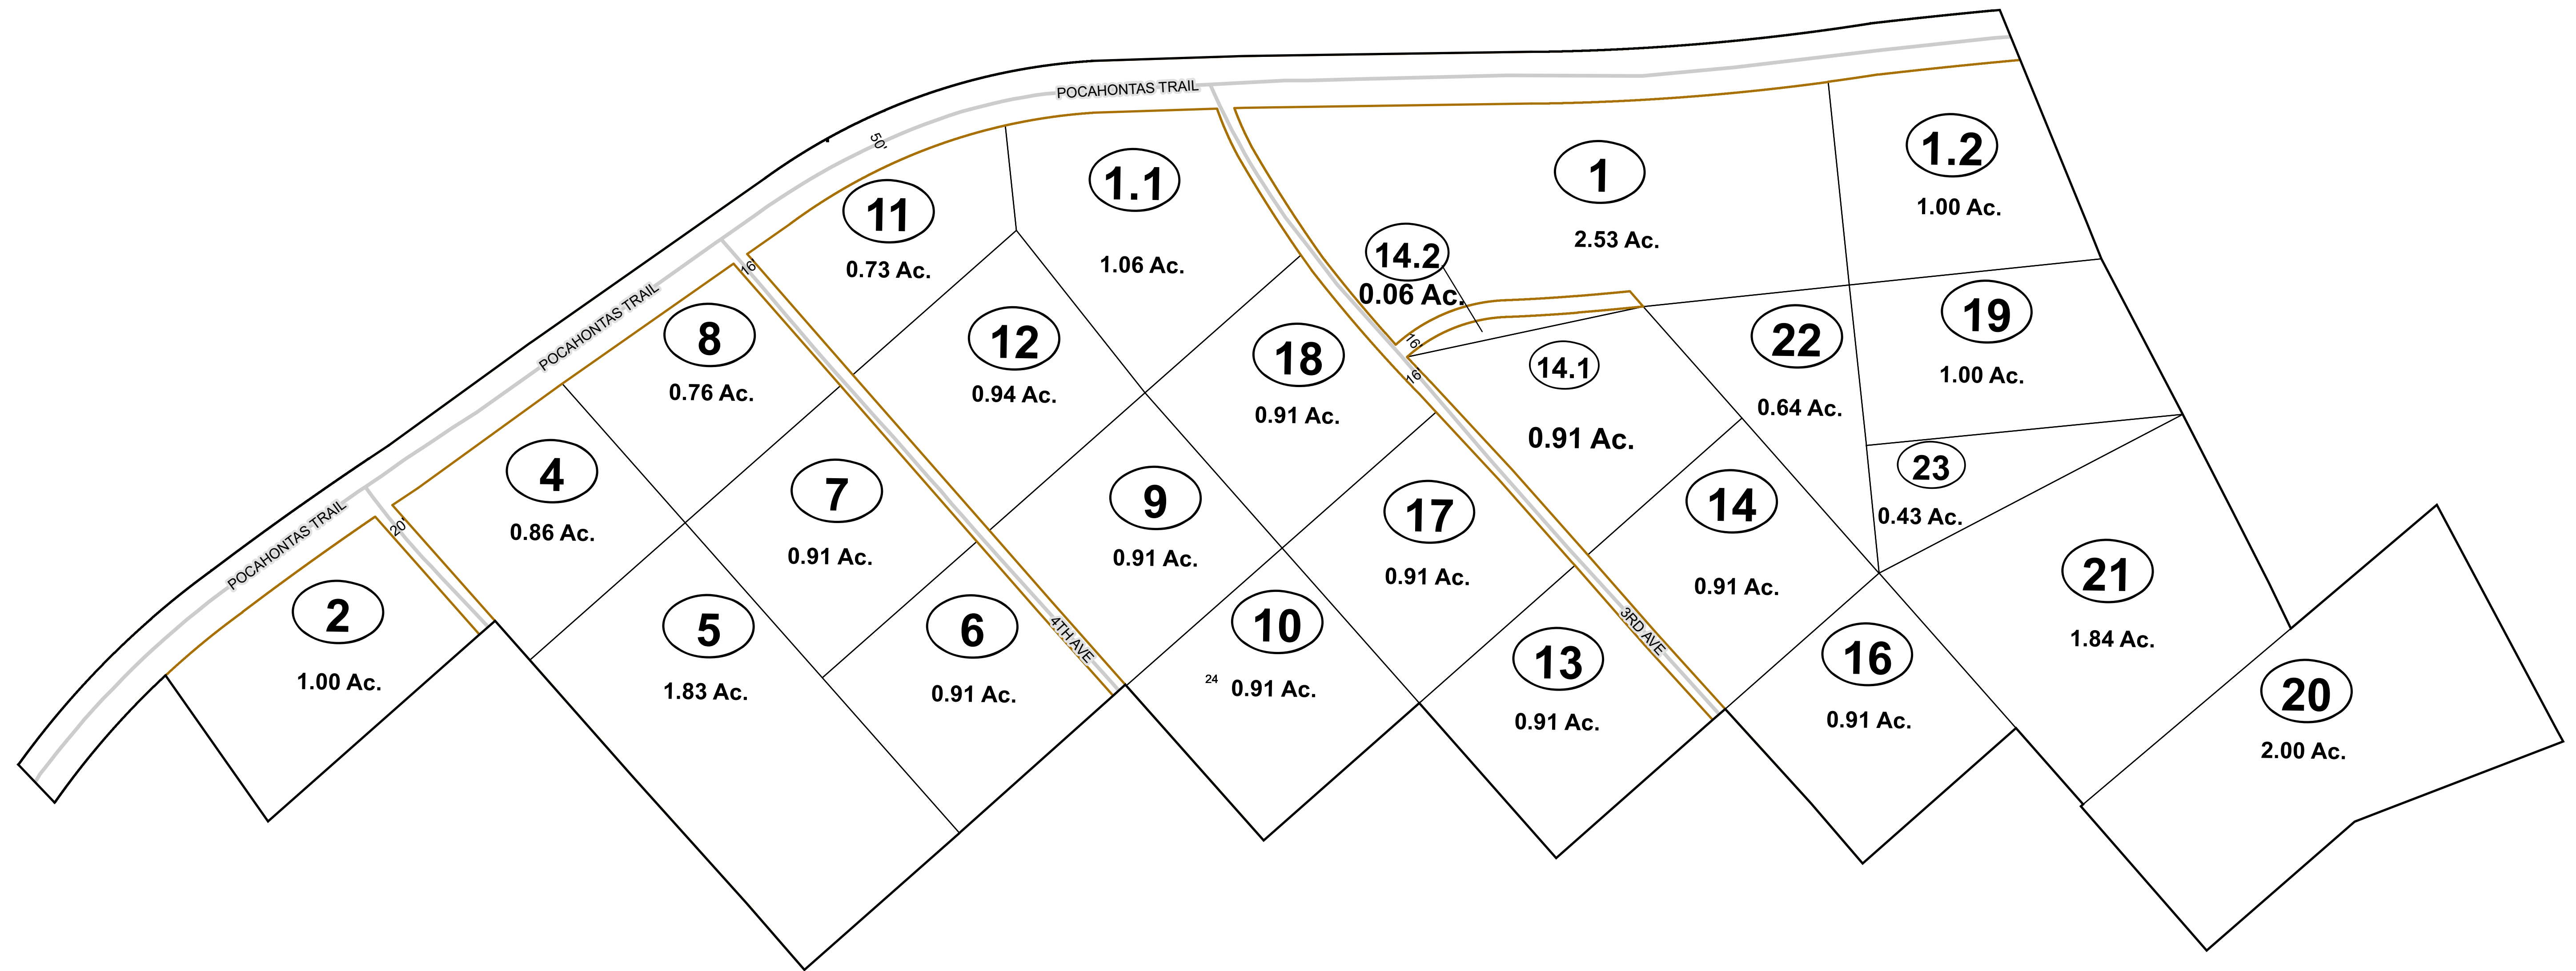 POCAHONTAS TRAIL
50'
1.2
1.00 Ac.
1
2.53 Ac.
1.1
1.06 Ac.
11
0.73 Ac.
14.2
0.06 Ac.
16'
16
16
POCAHONTAS TRAIL
8
0.76 Ac.
12
0.94 Ac.
18
0.91 Ac.
14.1
0.91 Ac.
22
0.64 Ac.
19
1.00 Ac.
4
0.86 Ac.
7
0.91 Ac.
9
0.91 Ac.
17
0.91 Ac.
14
0.91 Ac.
23
0.43 Ac.
POCAHONTAS TRAIL
20
2
1.00 Ac.
5
1.83 Ac.
6
0.91 Ac.
4TH AVE
10
24
0.91 Ac.
13
0.91 Ac.
3RD AVE
16
0.91 Ac.
21
1.84 Ac.
20
2.00 Ac.